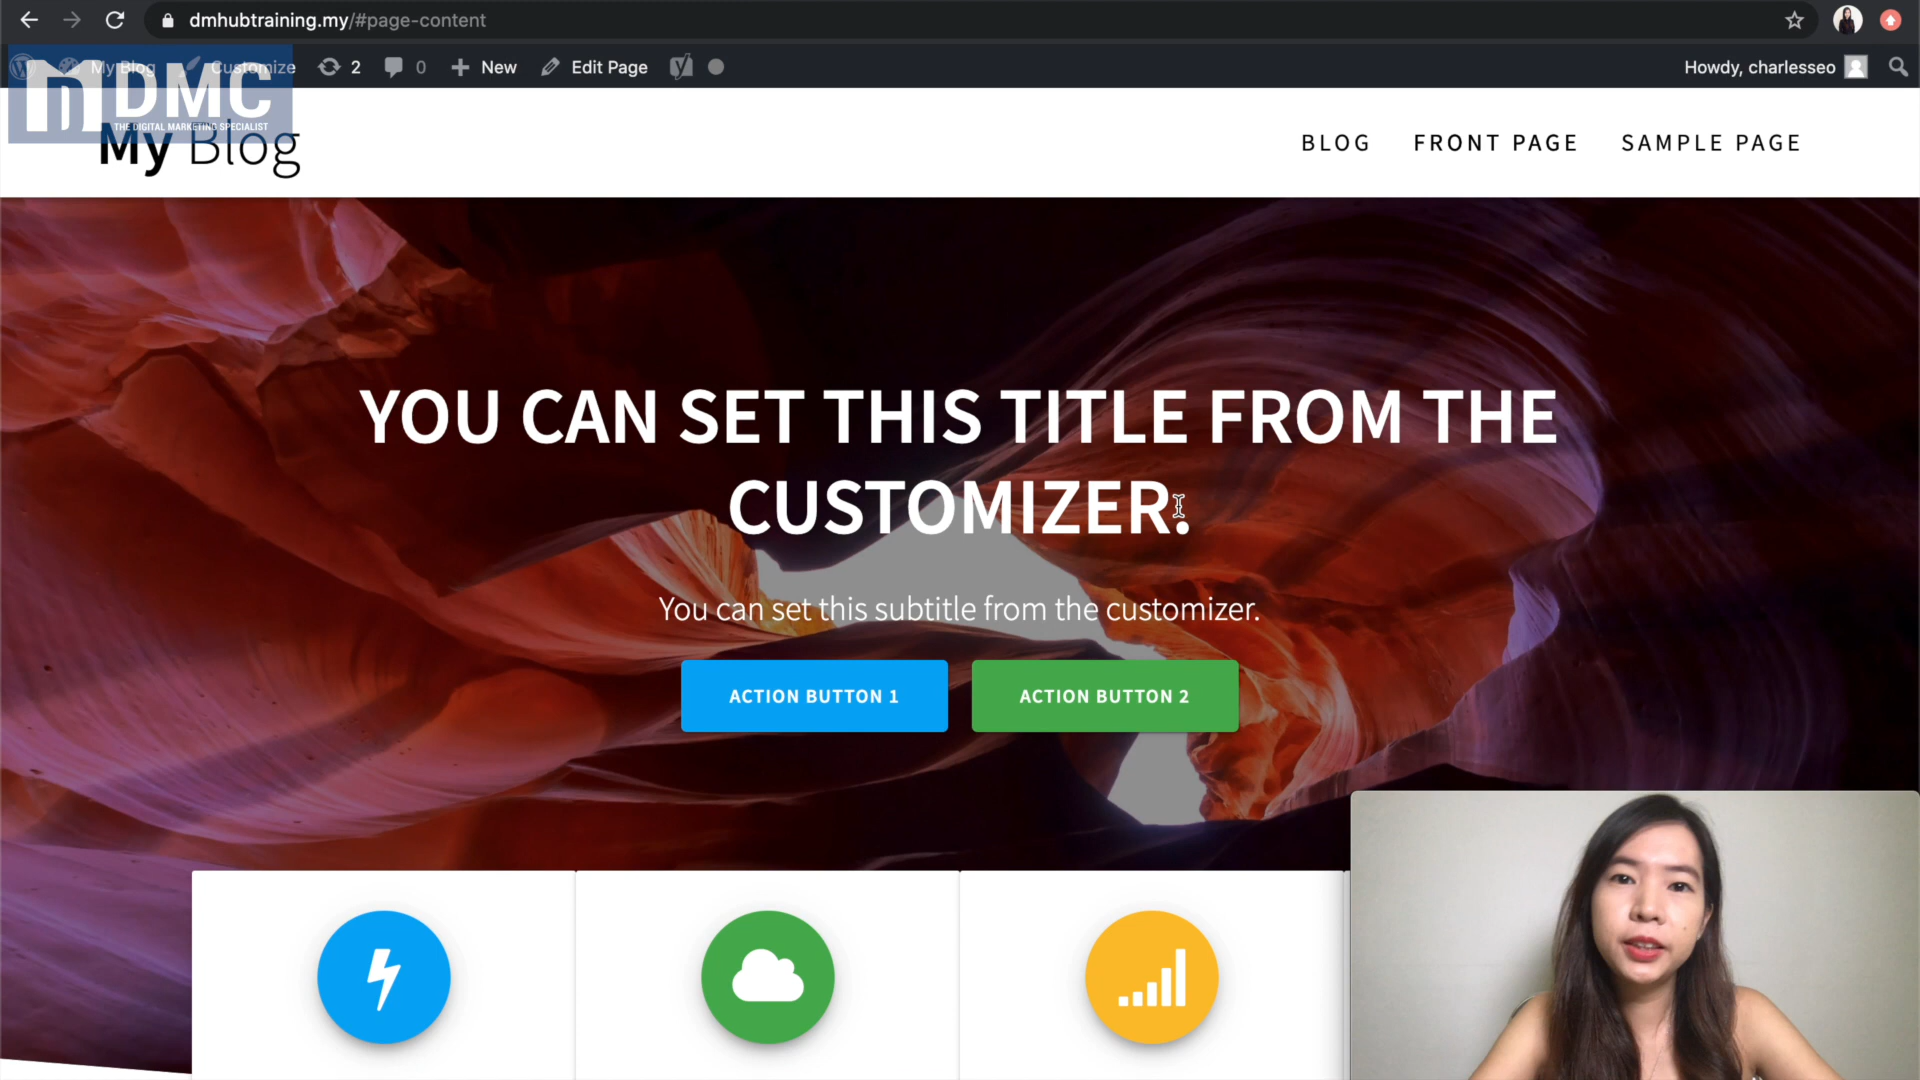 dmhubtraining.my/#page-content
My Blog Customize 2 0 New Edit Page Howdy, charlesseo
DMC
THE DIGITAL MARKETING SPECIALIST
My Blog
BLOG FRONT PAGE SAMPLE PAGE
YOU CAN SET THIS TITLE FROM THE
CUSTOMIZER.
You can set this subtitle from the customizer.
ACTION BUTTON 1 ACTION BUTTON 2